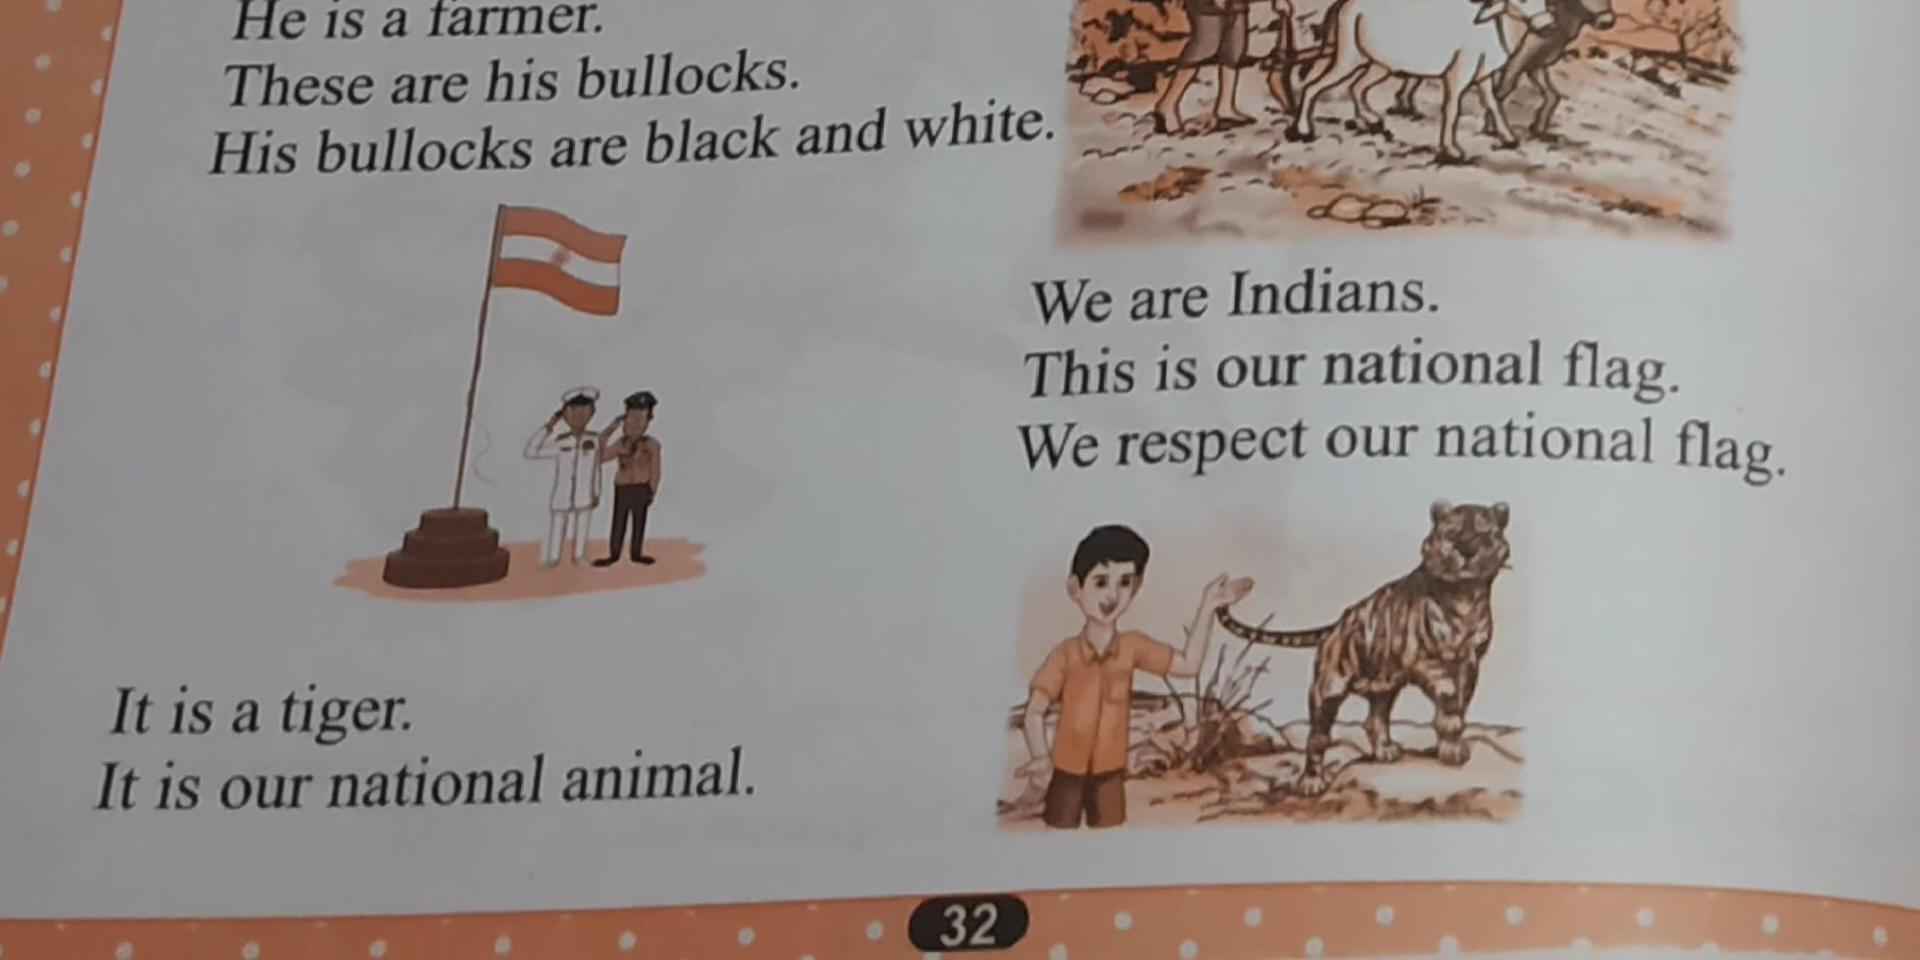 He is a farmer.
These are his bullocks.
His bullocks are black and white.
We are Indians.
This is our national flag.
We respect our national flag.
It is a tiger.
It is our national animal.
32